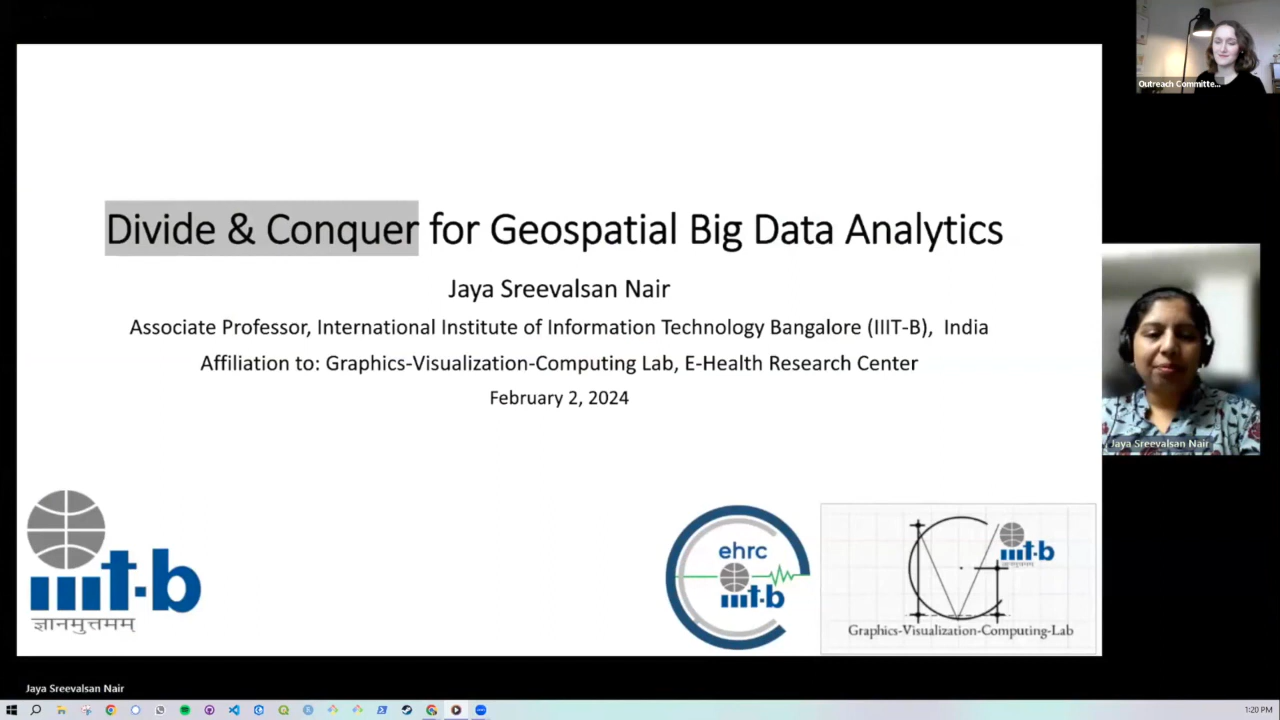 Outreach Committe...
Divide & Conquer for Geospatial Big Data Analytics
Jaya Sreevalsan Nair
Associate Professor, International Institute of Information Technology Bangalore (IIIT-B), India
Affiliation to: Graphics-Visualization-Computing Lab, E-Health Research Center
February 2, 2024
Jaya Sreevalsan Nair
iiit-b
ज्ञानमुत्तमम्
ehrc
iiit-b
iiit-b
Graphics-Visualization-Computing-Lab
Jaya Sreevalsan Nair
1:20 PM